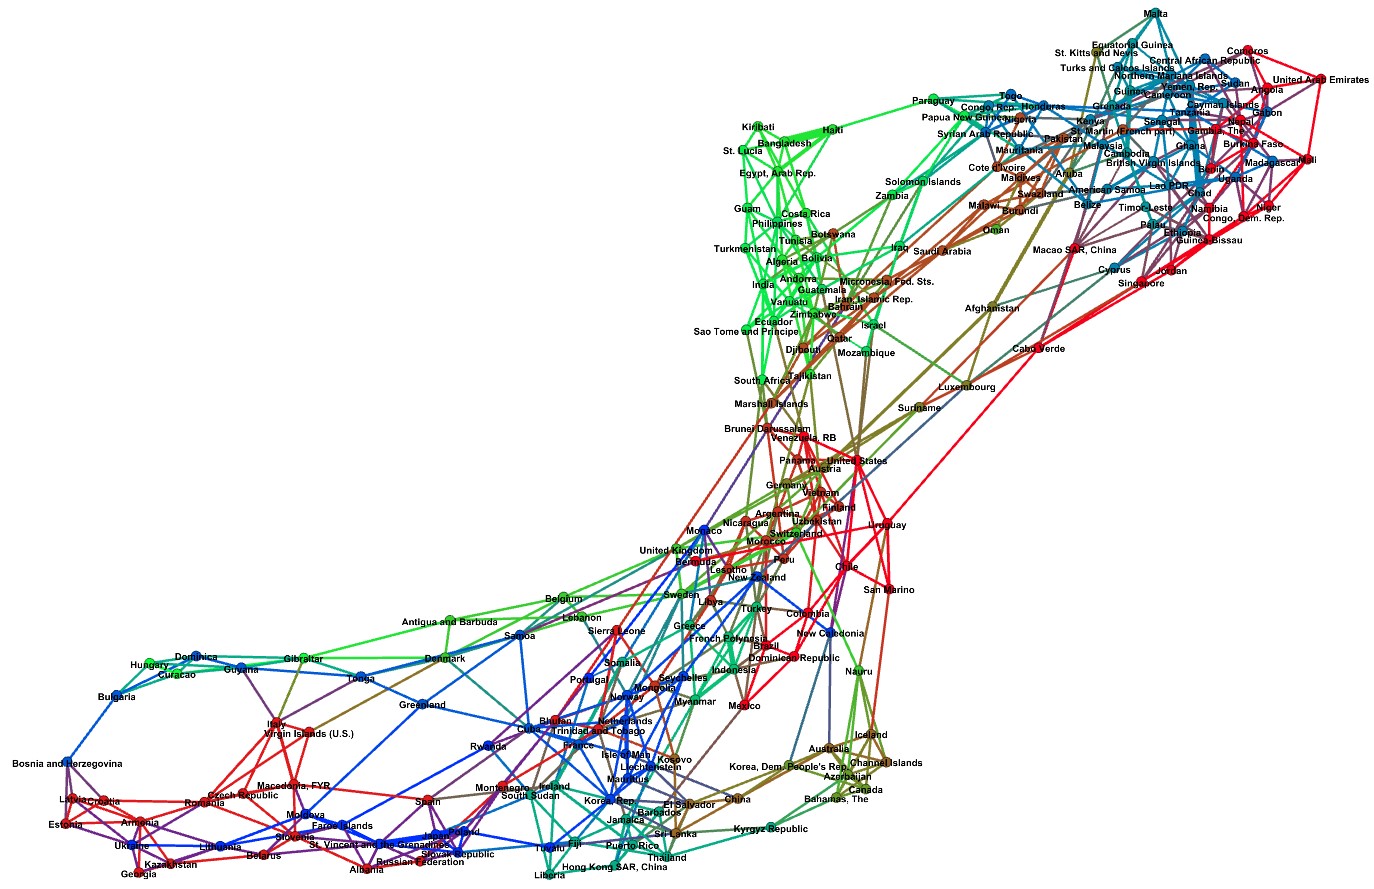 Malta
Equatorial Guinea
St. Kitts and Nevis
Comoros
Central African Republic
Turks and Caicos Islands
Northern Mariana Islands
United Arab Emirates
Sudan
Yemen, Rep.
Angola
Guinea
Cameroon
Togo
Paraguay
Congo, Rep.
Honduras
Grenada
Cayman Islands
Tanzania
Gabon
Papua New Guinea
Nigeria
Kenya
Senegal
Nepal
Kiribati
Haiti
Syrian Arab Republic
St. Martin (French part)
Gambia, The
Pakistan
Bangladesh
Malaysia
Ghana
Burkina Faso
St. Lucia
Mauritania
Cambodia
British Virgin Islands
Madagascar
Mali
Cote d'Ivoire
Benin
Egypt, Arab Rep.
Aruba
Maldives
Uganda
Solomon Islands
Lao PDR
American Samoa
Chad
Zambia
Swaziland
Malawi
Belize
Guam
Burundi
Timor-Leste
Namibia
Niger
Costa Rica
Congo, Dem. Rep.
Philippines
Palau
Oman
Ethiopia
Botswana
Tunisia
Guinea-Bissau
Turkmenistan
Iraq
Saudi Arabia
Macao SAR, China
Bolivia
Algeria
Cyprus
Jordan
Andorra
Micronesia, Fed. Sts.
Singapore
India
Guatemala
Vanuatu
Iran, Islamic Rep.
Bahrain
Afghanistan
Zimbabwe
Ecuador
Israel
Sao Tome and Principe
Qatar
Djibouti
Mozambique
Cabo Verde
Tajikistan
South Africa
Luxembourg
Marshall Islands
Suriname
Brunei Darussalam
Venezuela, RB
Panama
United States
Austria
Germany
Vietnam
Finland
Argentina
Nicaragua
Uzbekistan
Uruguay
Monaco
Switzerland
Morocco
United Kingdom
Bermuda
Peru
Chile
Lesotho
New Zealand
San Marino
Sweden
Belgium
Libya
Turkey
Colombia
Lebanon
Antigua and Barbuda
Greece
Sierra Leone
New Caledonia
Samoa
French Polynesia
Brazil
Dominica
Gibraltar
Denmark
Dominican Republic
Hungary
Somalia
Guyana
Indonesia
Nauru
Curacao
Tonga
Portugal
Seychelles
Mongolia
Bulgaria
Norway
Myanmar
Greenland
Mexico
Italy
Bhutan
Netherlands
Virgin Islands (U.S.)
Cuba
Trinidad and Tobago
Iceland
Rwanda
France
Australia
Isle of Man
Kosovo
Bosnia and Herzegovina
Liechtenstein
Korea, Dem. People's Rep.
Channel Islands
Azerbaijan
Mauritius
Macedonia, FYR
Montenegro
Ireland
Canada
Czech Republic
South Sudan
Latvia
Croatia
Romania
Spain
Korea, Rep.
China
Bahamas, The
El Salvador
Moldova
Barbados
Estonia
Armenia
Faroe Islands
Jamaica
Kyrgyz Republic
Slovenia
Japan
Poland
Sri Lanka
Ukraine
Lithuania
St. Vincent and the Grenadines
Tuvalu
Fiji
Puerto Rico
Belarus
Slovak Republic
Thailand
Kazakhstan
Russian Federation
Georgia
Albania
Liberia
Hong Kong SAR, China